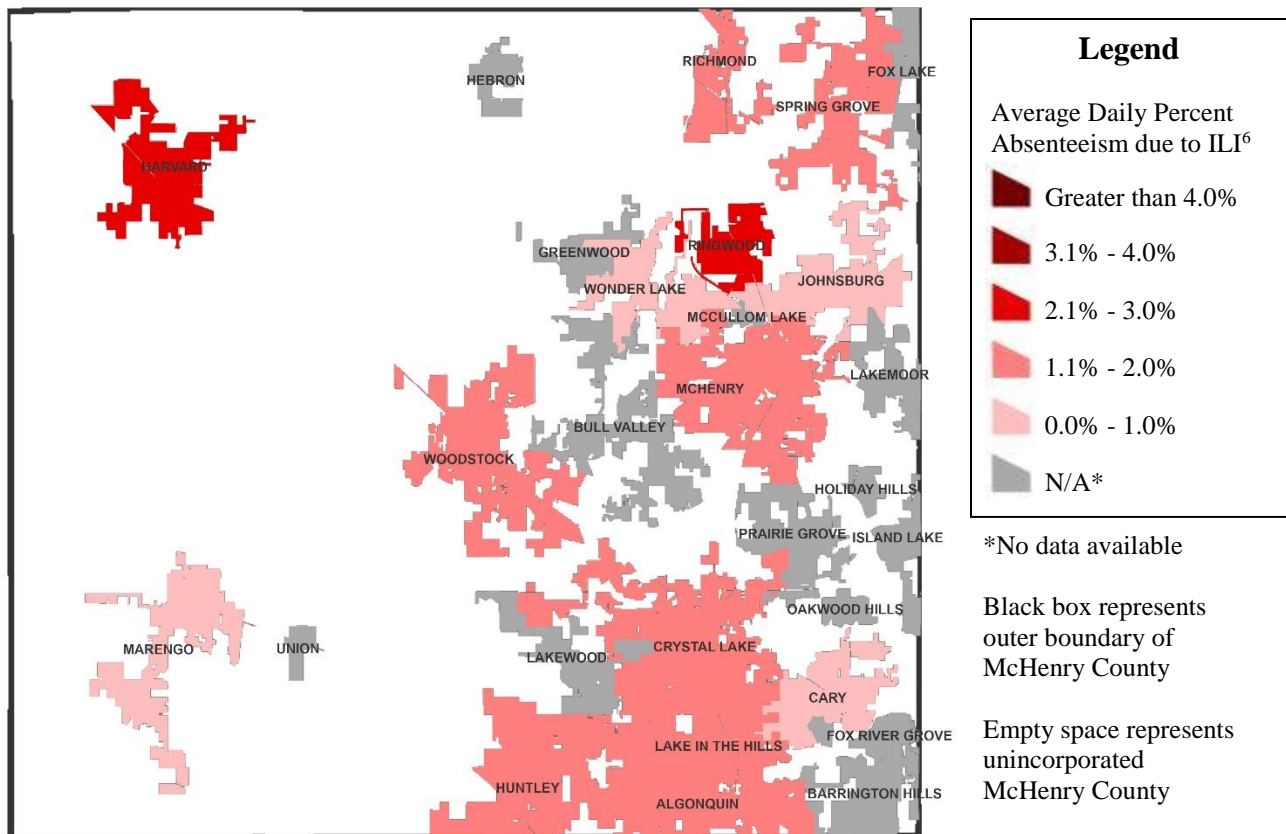 HEBRON
RICHMOND
FOX LAKE
SPRING GROVE
HARVARD
GREENWOOD
RINGWOOD
WONDER LAKE
JOHNSBURG
MCCULLOM LAKE
MCHENRY
LAKEMOOR
BULL VALLEY
WOODSTOCK
HOLIDAY HILLS
PRAIRIE GROVE
ISLAND LAKE
OAKWOOD HILLS
MARENGO
UNION
LAKEWOOD
CRYSTAL LAKE
CARY
FOX RIVER GROVE
LAKE IN THE HILLS
HUNTLEY
ALGONQUIN
BARRINGTON HILLS
Legend
Average Daily Percent
Absenteeism due to ILI⁶
Greater than 4.0%
3.1% - 4.0%
2.1% - 3.0%
1.1% - 2.0%
0.0% - 1.0%
N/A*
*No data available
Black box represents
outer boundary of
McHenry County
Empty space represents
unincorporated
McHenry County